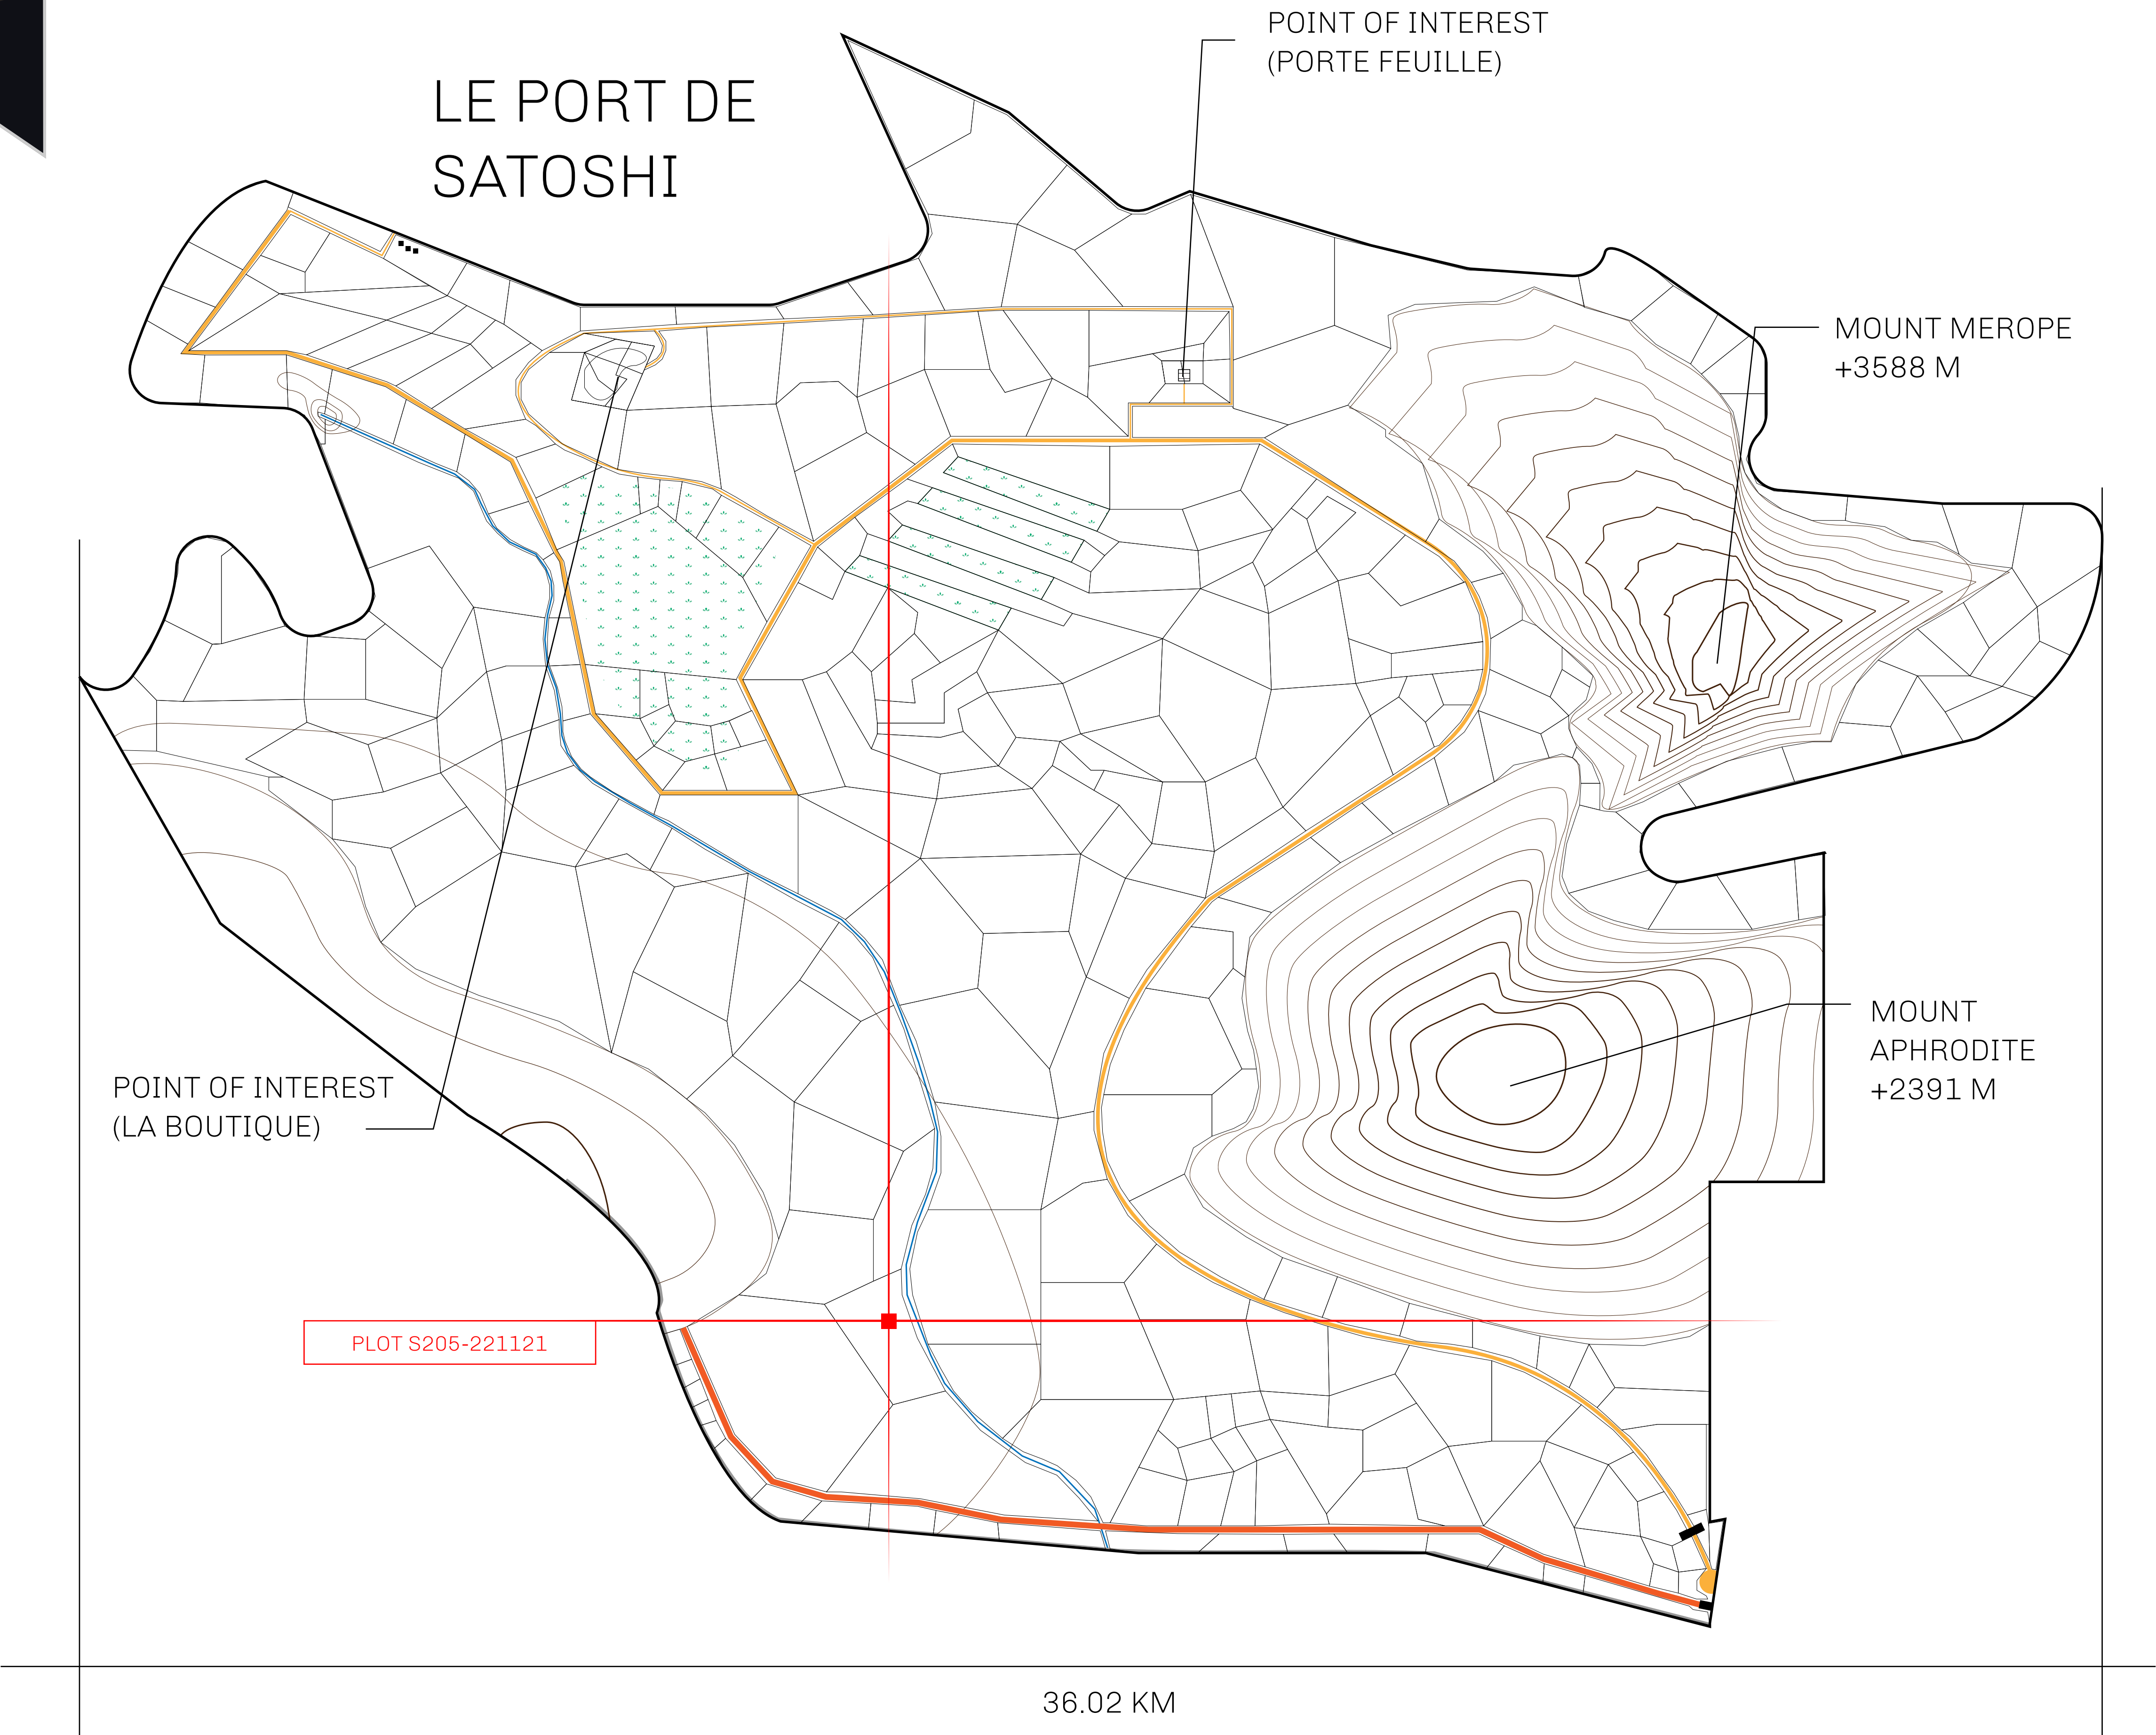 POINT OF INTEREST
(PORTE FEUILLE)
LE PORT DE
SATOSHI
MOUNT MEROPE
+3588 M
MOUNT
APHRODITE
+2391 M
POINT OF INTEREST
(LA BOUTIQUE)
PLOT S205-221121
36.02 KM